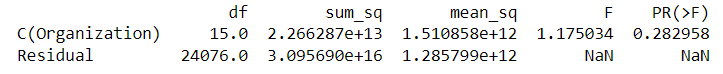 df sum_sq mean_sq F PR(>F)
C(Organization) 15.0 2.266287e+13 1.510858e+12 1.175034 0.282958
Residual 24076.0 3.095690e+16 1.285799e+12 NaN NaN